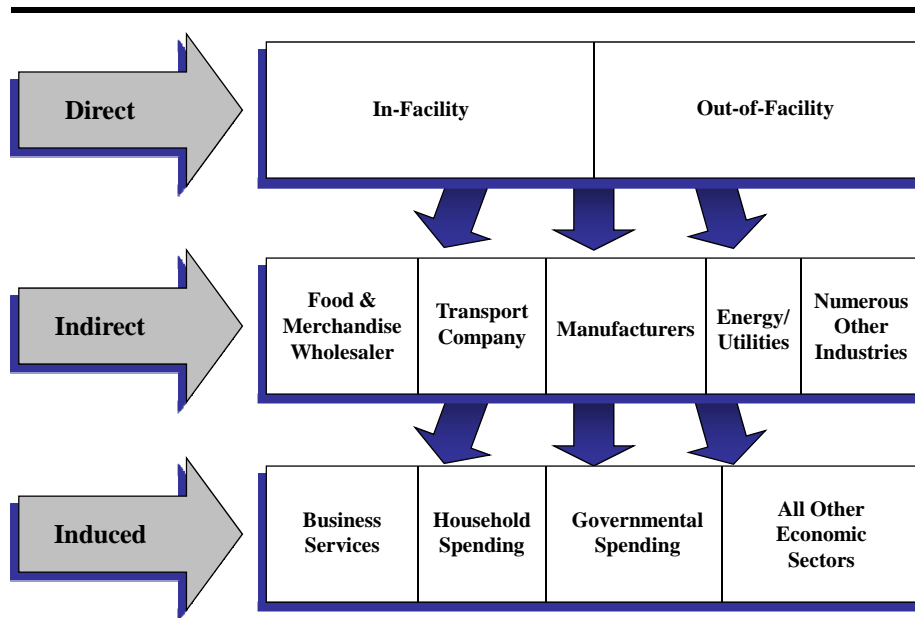 Direct
In-Facility
Out-of-Facility
Indirect
Food &
Merchandise
Wholesaler
Transport
Company
Manufacturers
Energy/
Utilities
Numerous
Other
Industries
Induced
Business
Services
Household
Spending
Governmental
Spending
All Other
Economic
Sectors